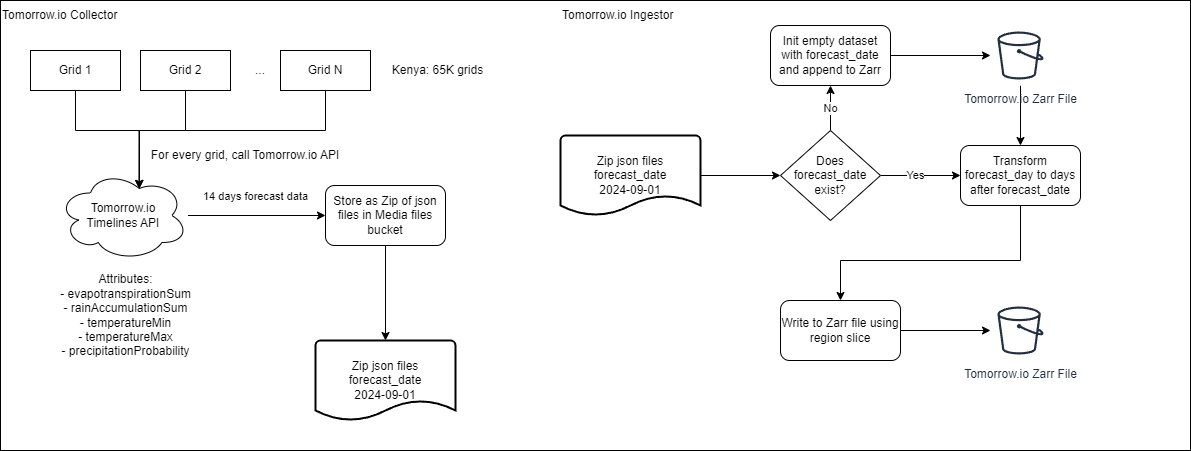 Tomorrow.io Collector
Grid 1
Grid 2
...
Grid N
Kenya: 65K grids
For every grid, call Tomorrow.io API
Tomorrow.io
Timelines API
14 days forecast data
Store as Zip of json
files in Media files
bucket
Attributes:
- evapotranspirationSum
- rainAccumulationSum
- temperatureMin
- temperatureMax
- precipitationProbability
Zip json files
forecast_date
2024-09-01
Tomorrow.io Ingestor
Init empty dataset
with forecast_date
and append to Zarr
Tomorrow.io Zarr File
No
Zip json files
forecast_date
2024-09-01
Does
forecast_date
exist?
Yes
Transform
forecast_day to days
after forecast_date
Write to Zarr file using
region slice
Tomorrow.io Zarr File